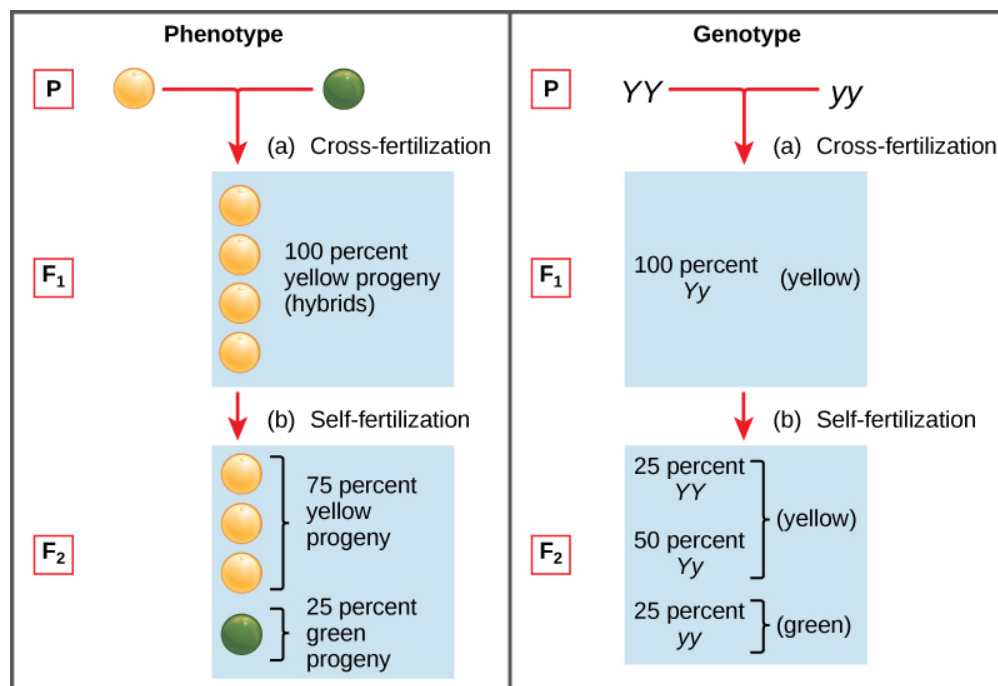 Phenotype
P
(a) Cross-fertilization
F₁
100 percent
yellow progeny
(hybrids)
(b) Self-fertilization
F₂
75 percent
yellow
progeny
25 percent
green
progeny
Genotype
P
YY
yy
(a) Cross-fertilization
F₁
100 percent
Yy
(yellow)
(b) Self-fertilization
F₂
25 percent
YY
50 percent
Yy
(yellow)
25 percent
yy
(green)